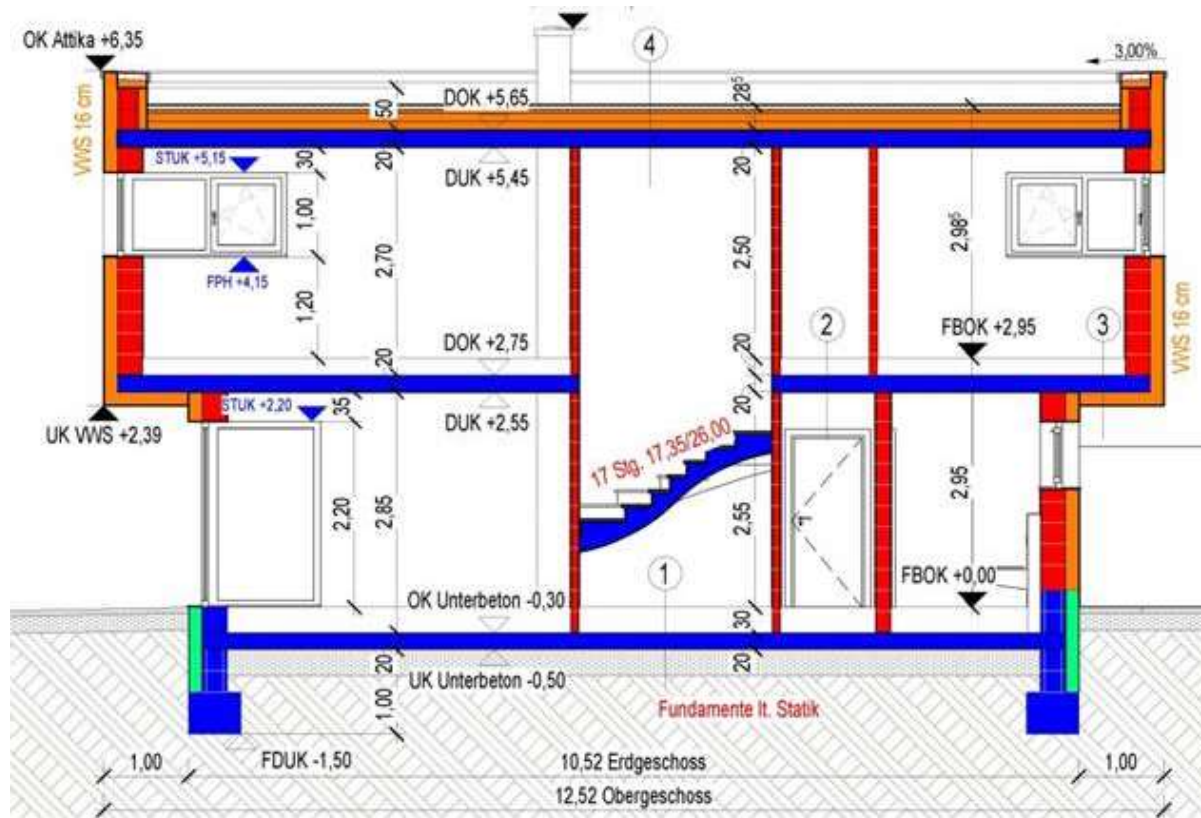 OK Attika +6,35
4
3,00%
VWS 16 cm
50
DOK +5,65
28⁵
STUK +5,15
30
20
DUK +5,45
20
1,00
2,70
2,50
2,98⁵
FPH +4,15
1,20
2
FBOK +2,95
3
VWS 16 cm
DOK +2,75
20
20
STUK +2,20
35
DUK +2,55
20
UK VWS +2,39
17 Stg. 17,35/26,00
2,20
2,85
2,55
2,95
1
FBOK +0,00
OK Unterbeton -0,30
30
20
UK Unterbeton -0,50
20
1,00
Fundamente lt. Statik
FDUK -1,50
1,00
10,52 Erdgeschoss
1,00
12,52 Obergeschoss